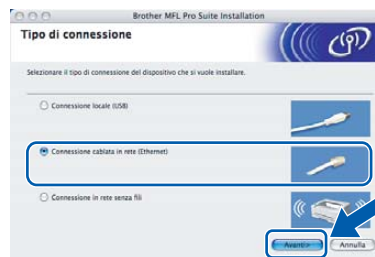 Brother MFL Pro Suite Installation
Tipo di connessione
Selezionare il tipo di connessione del dispositivo che si vuole installare.
Connessione locale (USB)
Connessione cablata in rete (Ethernet)
Connessione in rete senza fili
Avanti>
Annulla